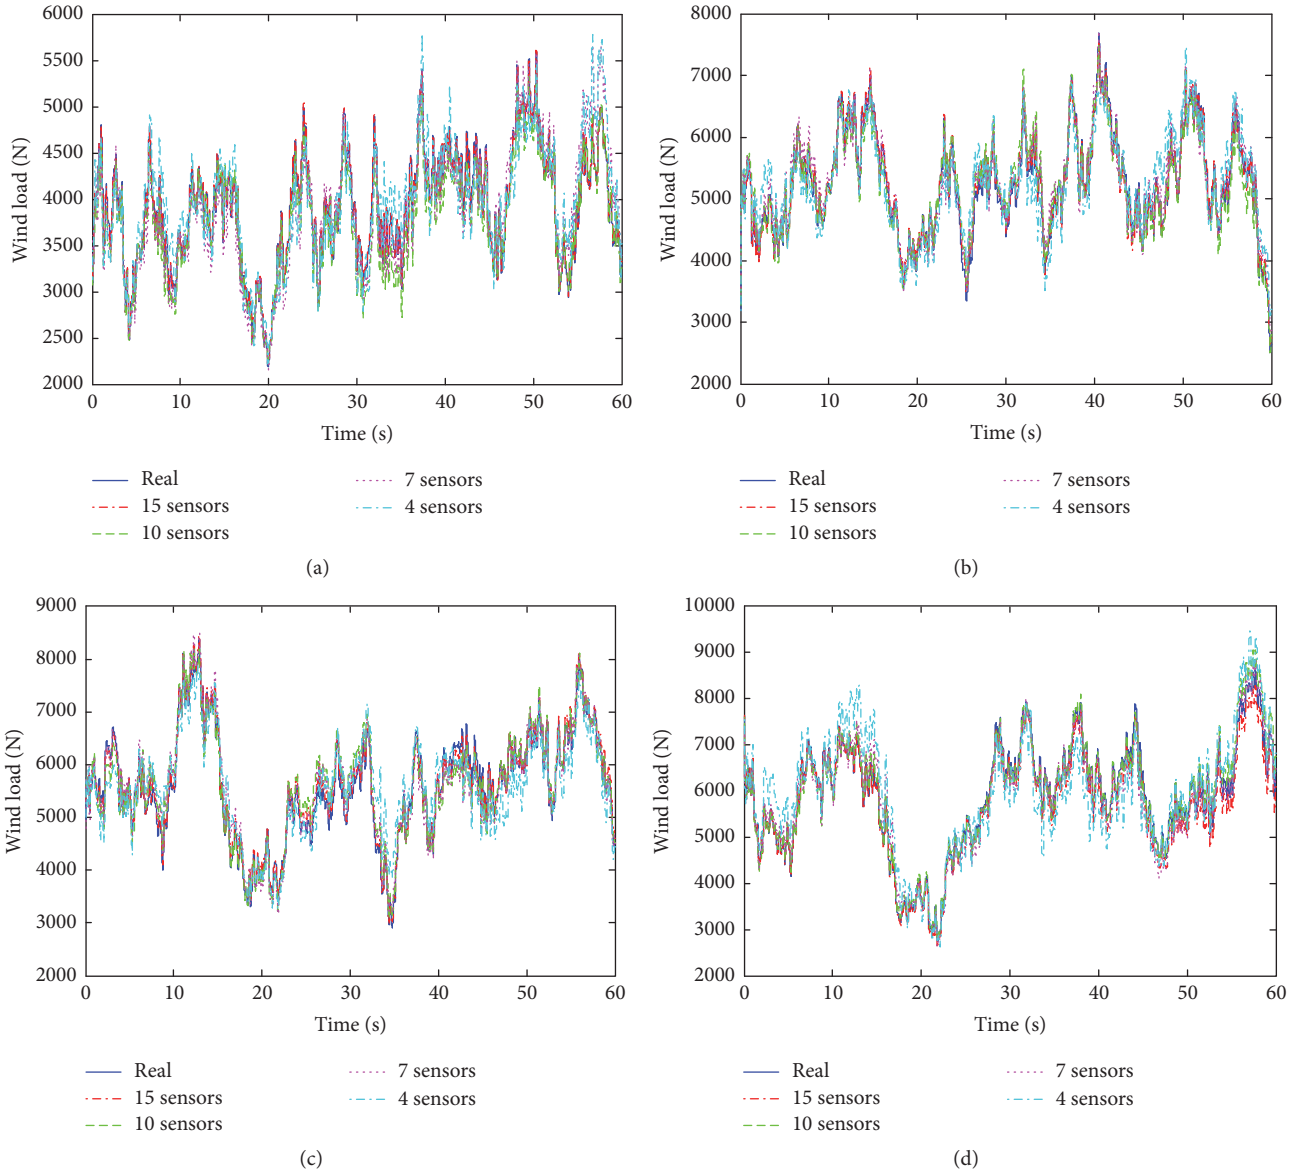 6000
5500
5000
4500
4000
3500
3000
2500
2000
Wind load (N)
0 10 20 30 40 50 60
Time (s)
Real
15 sensors
10 sensors
7 sensors
4 sensors
(a)
8000
7000
6000
5000
4000
3000
2000
Wind load (N)
0 10 20 30 40 50 60
Time (s)
Real
15 sensors
10 sensors
7 sensors
4 sensors
(b)
9000
8000
7000
6000
5000
4000
3000
2000
Wind load (N)
0 10 20 30 40 50 60
Time (s)
Real
15 sensors
10 sensors
7 sensors
4 sensors
(c)
10000
9000
8000
7000
6000
5000
4000
3000
2000
Wind load (N)
0 10 20 30 40 50 60
Time (s)
Real
15 sensors
10 sensors
7 sensors
4 sensors
(d)